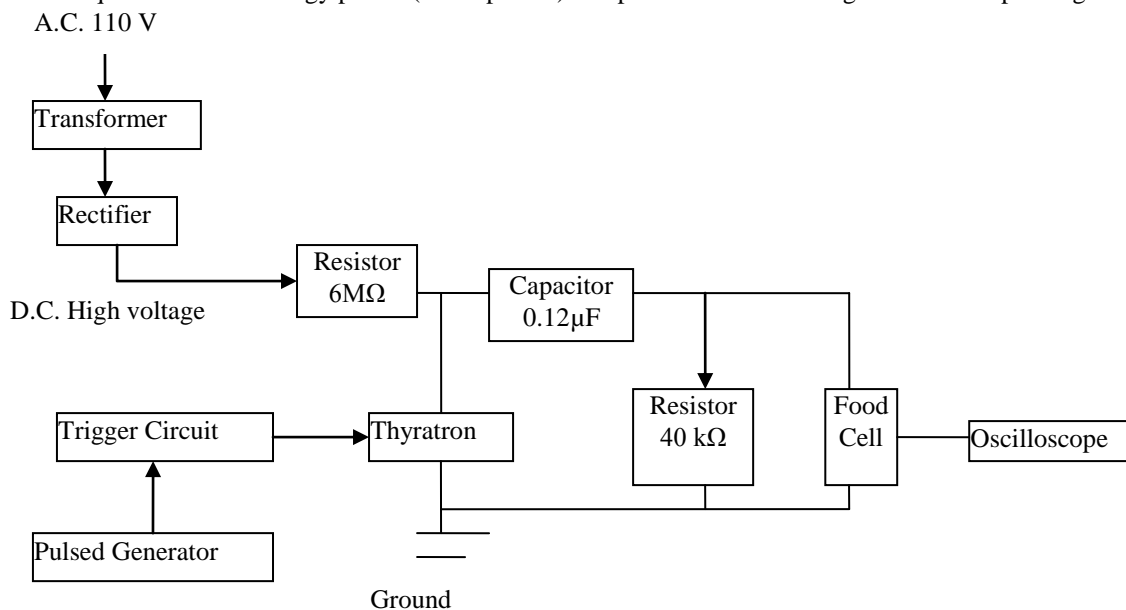 A.C. 110 V
Transformer
Rectifier
Resistor
6MΩ
Capacitor
0.12µF
D.C. High voltage
Trigger Circuit
Thyratron
Resistor
40 kΩ
Food
Cell
Oscilloscope
Pulsed Generator
Ground